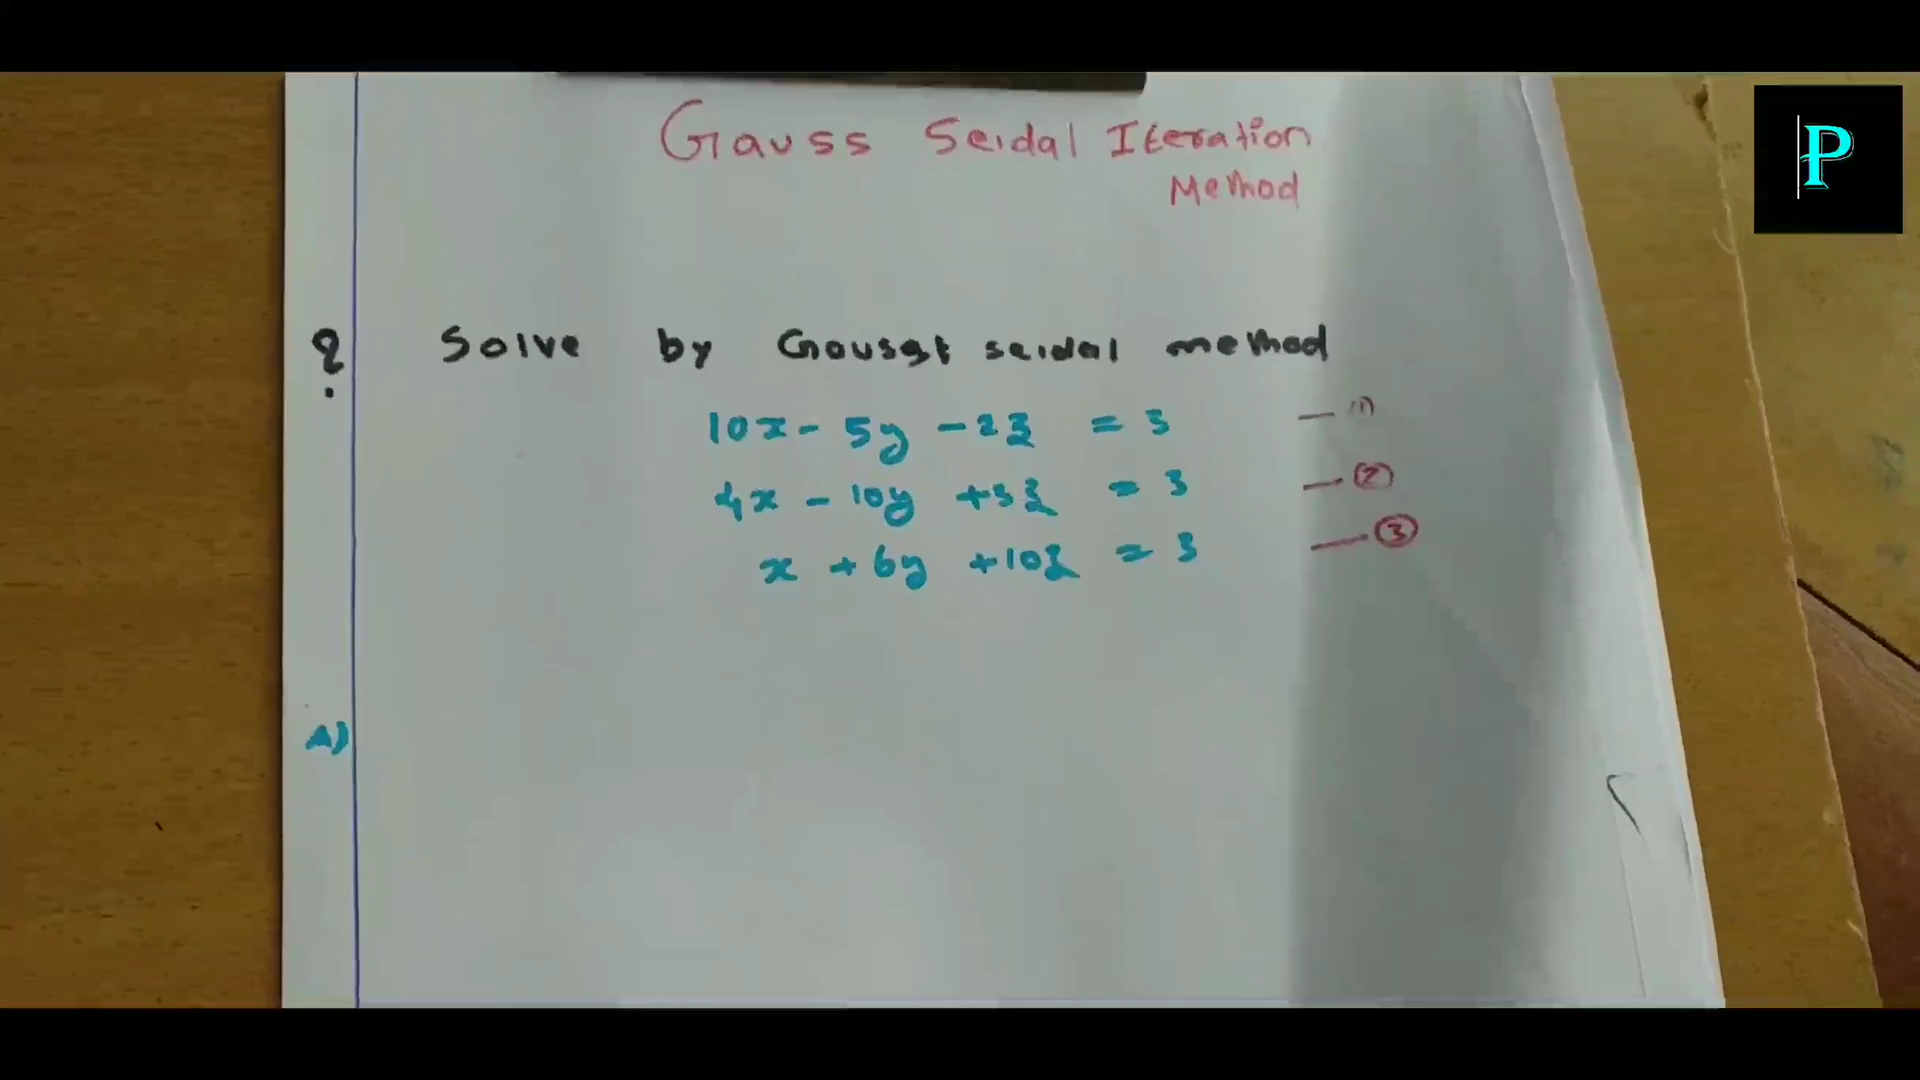 Gauss Seidal Iteration
Method
Q. Solve by Gauss seidal method
10x - 5y - 2z = 3 — (1)
4x - 10y + 3z = 3 — (2)
x + 6y + 10z = 3 — (3)
A)
P